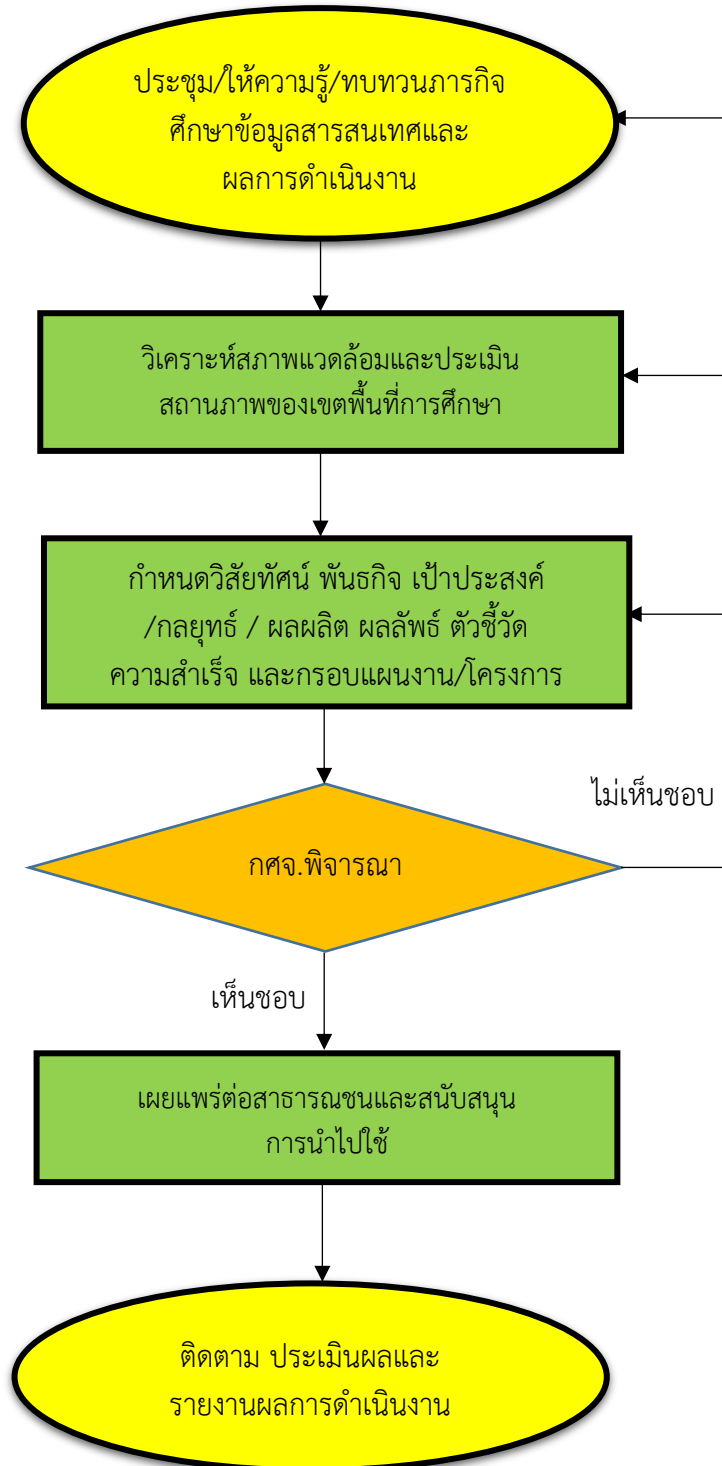 ประชุม/ให้ความรู้/ทบทวนภารกิจ
ศึกษาข้อมูลสารสนเทศและ
ผลการดำเนินงาน
วิเคราะห์สภาพแวดล้อมและประเมิน
สถานภาพของเขตพื้นที่การศึกษา
กำหนดวิสัยทัศน์ พันธกิจ เป้าประสงค์
/กลยุทธ์ / ผลผลิต ผลลัพธ์ ตัวชี้วัด
ความสำเร็จ และกรอบแผนงาน/โครงการ
ไม่เห็นชอบ
กศจ.พิจารณา
เห็นชอบ
เผยแพร่ต่อสาธารณชนและสนับสนุน
การนำไปใช้
ติดตาม ประเมินผลและ
รายงานผลการดำเนินงาน